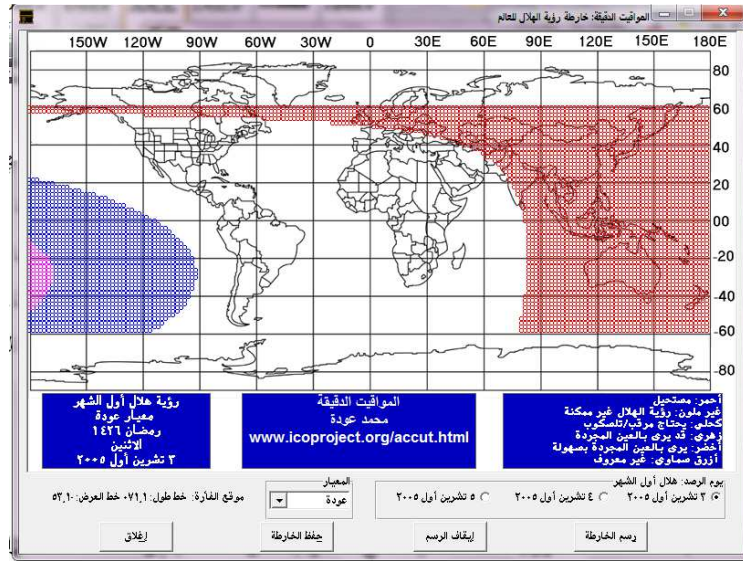 المواقيت الدقيقة: خارطة رؤية الهلال للعالم
150W 120W 90W 60W 30W 0 30E 60E 90E 120E 150E 180E
80
60
40
20
00
-20
-40
-60
-80
أحمر: مستحيل
غير ملون: رؤية الهلال غير ممكنة
كحلي: يحتاج مرقب/تلسكوب
زهري: قد يرى بالعين المجردة
أخضر: يرى بالعين المجردة بسهولة
أزرق سماوي: غير معروف
المواقيت الدقيقة
محمد عودة
www.icoproject.org/accut.html
رؤية هلال أول الشهر
معيار عودة
رمضان ١٤٢٦
الاثنين
٣ تشرين أول ٢٠٠٥
يوم الرصد: هلال أول الشهر
٣ تشرين أول ٢٠٠٥
٤ تشرين أول ٢٠٠٥
٥ تشرين أول ٢٠٠٥
المعيار
عودة
موقع الفأرة: خط طول: ٠٧١,١ خط العرض: ٥٢,١٠-
رسم الخارطة
إيقاف الرسم
حفظ الخارطة
إغلاق